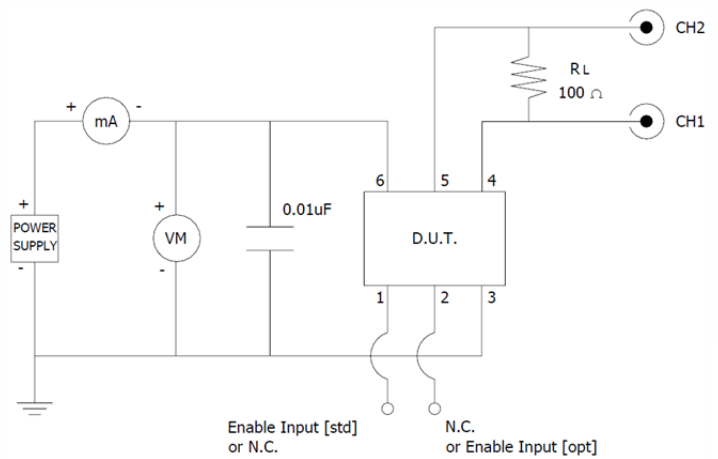 CH2
RL
100 Ω
CH1
+ -
mA
6 5 4
+
POWER
SUPPLY
-
+
VM
-
0.01uF
D.U.T.
1 2 3
Enable Input [std]
or N.C.
N.C.
or Enable Input [opt]